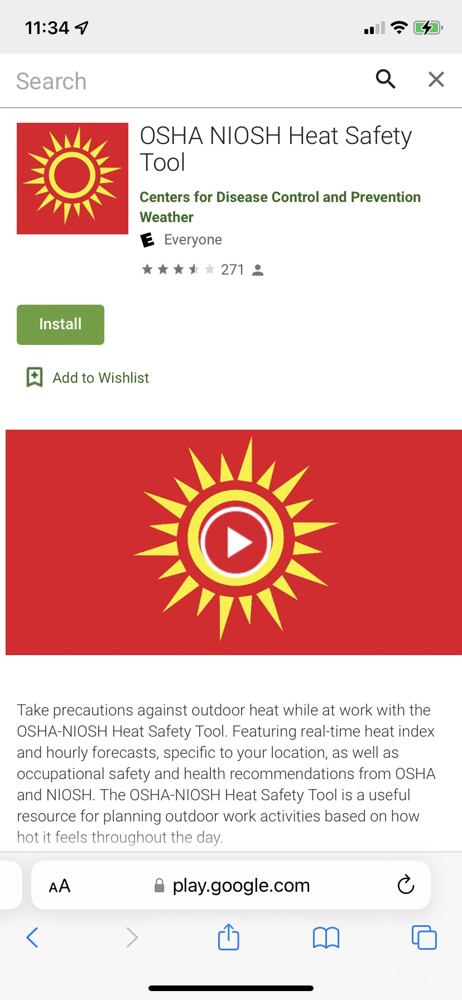 11:34
Search
OSHA NIOSH Heat Safety
Tool
Centers for Disease Control and Prevention
Weather
E Everyone
271
Install
Add to Wishlist
Take precautions against outdoor heat while at work with the
OSHA-NIOSH Heat Safety Tool. Featuring real-time heat index
and hourly forecasts, specific to your location, as well as
occupational safety and health recommendations from OSHA
and NIOSH. The OSHA-NIOSH Heat Safety Tool is a useful
resource for planning outdoor work activities based on how
hot it feels throughout the day.
AA play.google.com